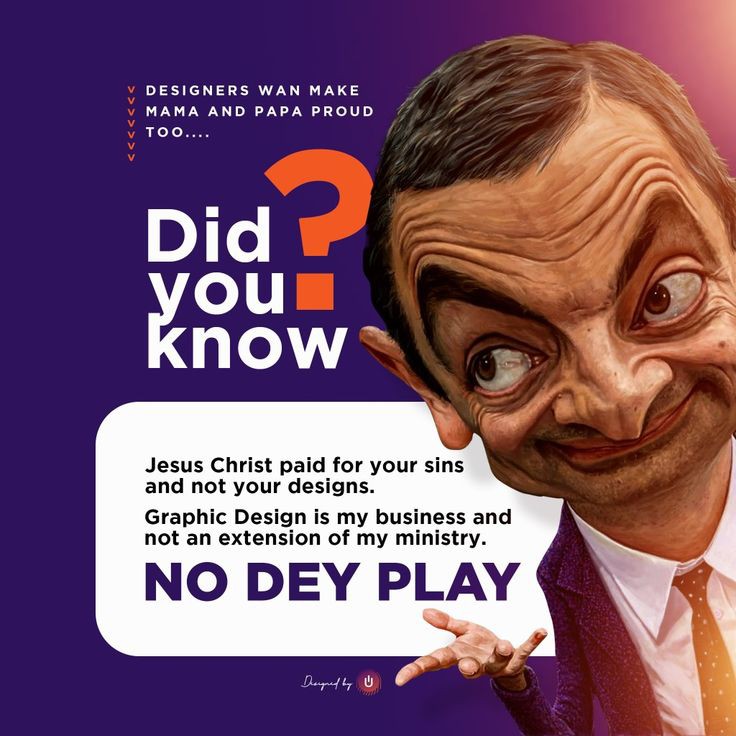 DESIGNERS WAN MAKE
MAMA AND PAPA PROUD
TOO....
Did
you
know
?
Jesus Christ paid for your sins
and not your designs.
Graphic Design is my business and
not an extension of my ministry.
NO DEY PLAY
Designed by